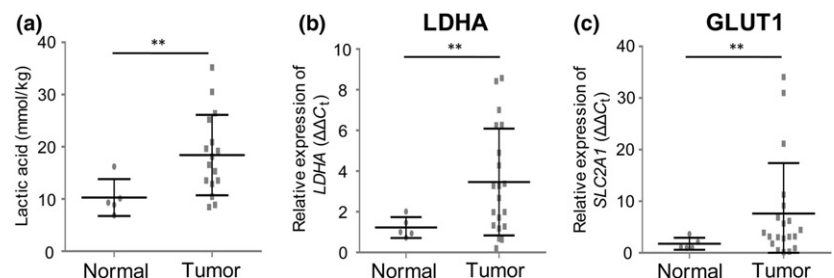 (a)
**
Lactic acid (mmol/kg)
40
30
20
10
0
Normal Tumor
(b)
LDHA
**
Relative expression of
LDHA (ΔΔCt)
10
8
6
4
2
0
Normal Tumor
(c)
GLUT1
**
Relative expression of
SLC2A1 (ΔΔCt)
40
30
20
10
0
Normal Tumor